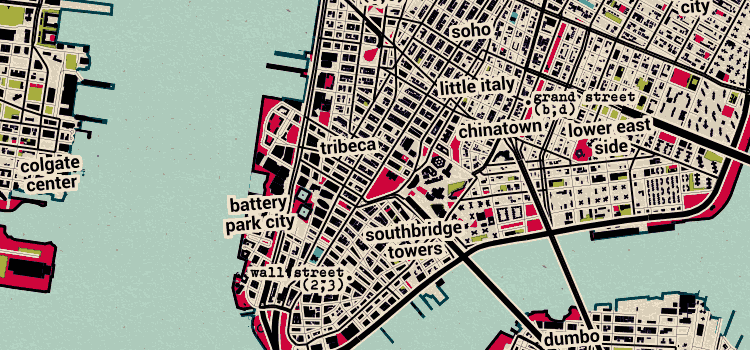 city
soho
little italy
grand street
(b;d)
chinatown
lower east
side
tribeca
colgate
center
battery
park city
southbridge
towers
wall street
(2;3)
dumbo